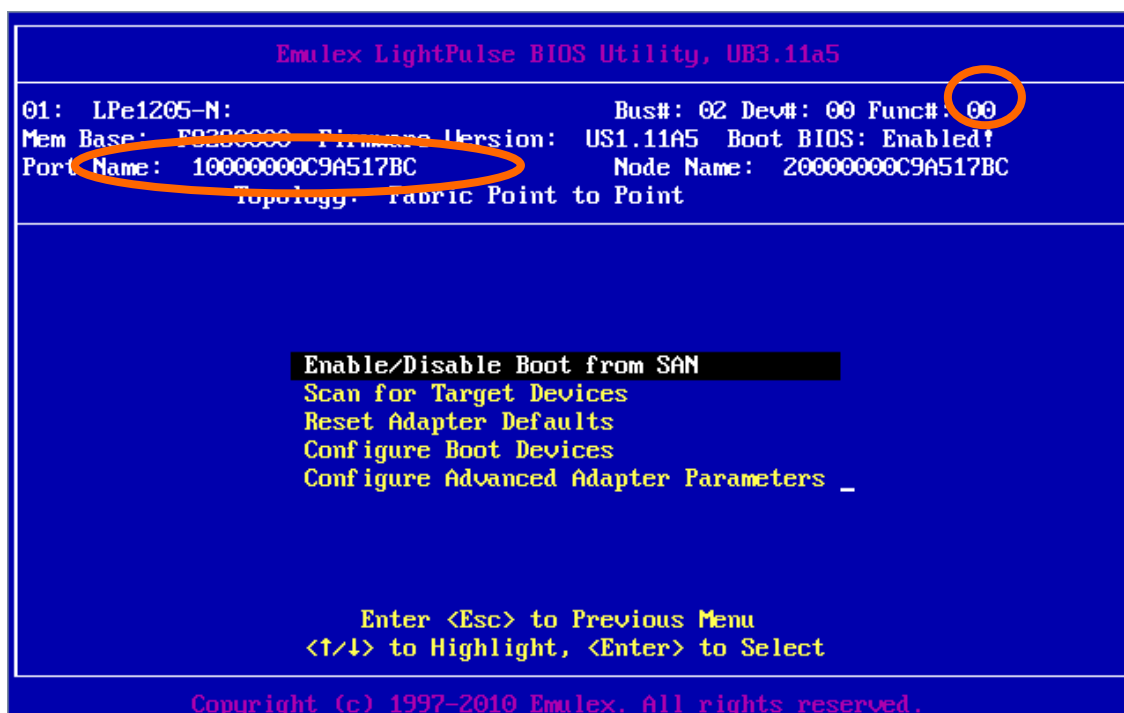 Emulex LightPulse BIOS Utility, UB3.11a5
01: LPe1205-N: Bus#: 02 Dev#: 00 Func#: 00
Mem Base: F8280000 Firmware Version: US1.11A5 Boot BIOS: Enabled!
Port Name: 10000000C9A517BC Node Name: 20000000C9A517BC
Topology: Fabric Point to Point
Enable/Disable Boot from SAN
Scan for Target Devices
Reset Adapter Defaults
Configure Boot Devices
Configure Advanced Adapter Parameters _
Enter <Esc> to Previous Menu
<↑/↓> to Highlight, <Enter> to Select
Copyright (c) 1997-2010 Emulex. All rights reserved.